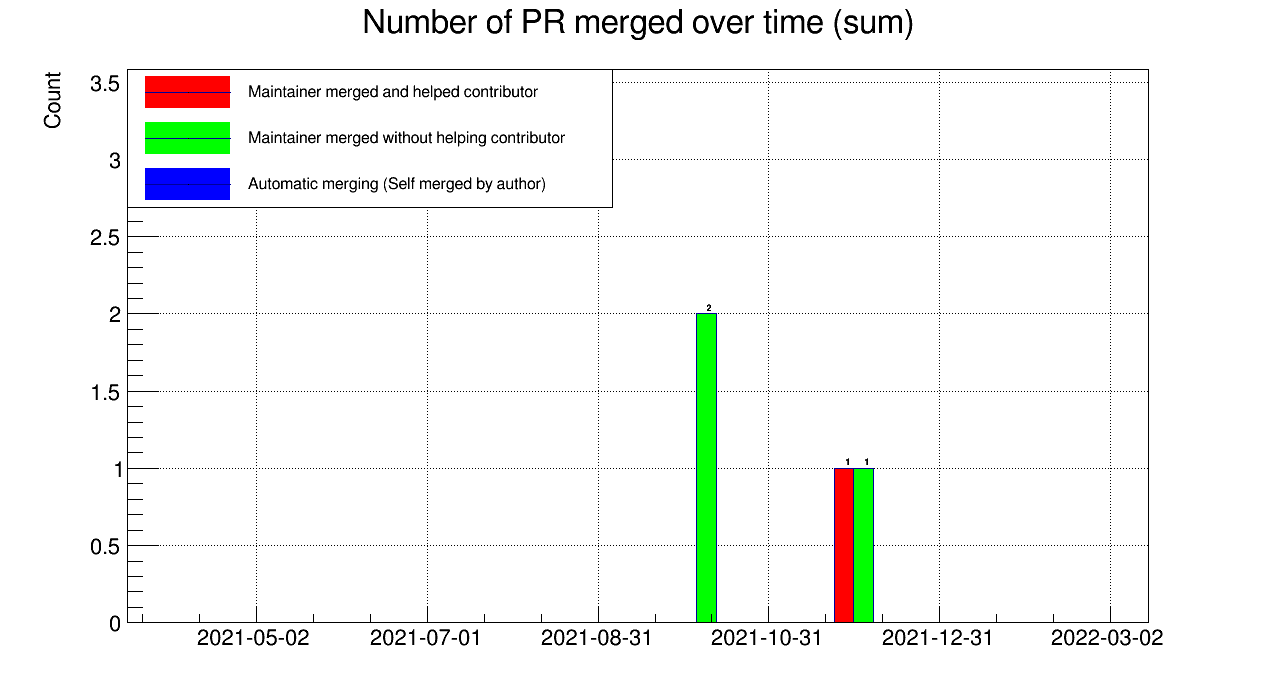 Number of PR merged over time (sum)
Count
Maintainer merged and helped contributor
Maintainer merged without helping contributor
Automatic merging (Self merged by author)
3.5
3
2.5
2
1.5
1
0.5
0
2
1 1
2021-05-02 2021-07-01 2021-08-31 2021-10-31 2021-12-31 2022-03-02